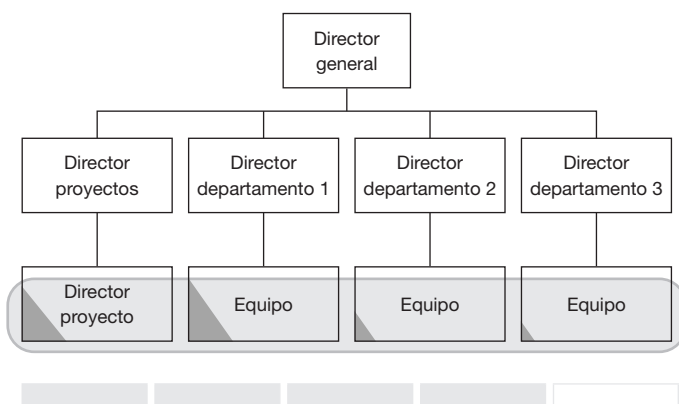 Director
general
Director
proyectos
Director
departamento 1
Director
departamento 2
Director
departamento 3
Director
proyecto
Equipo
Equipo
Equipo